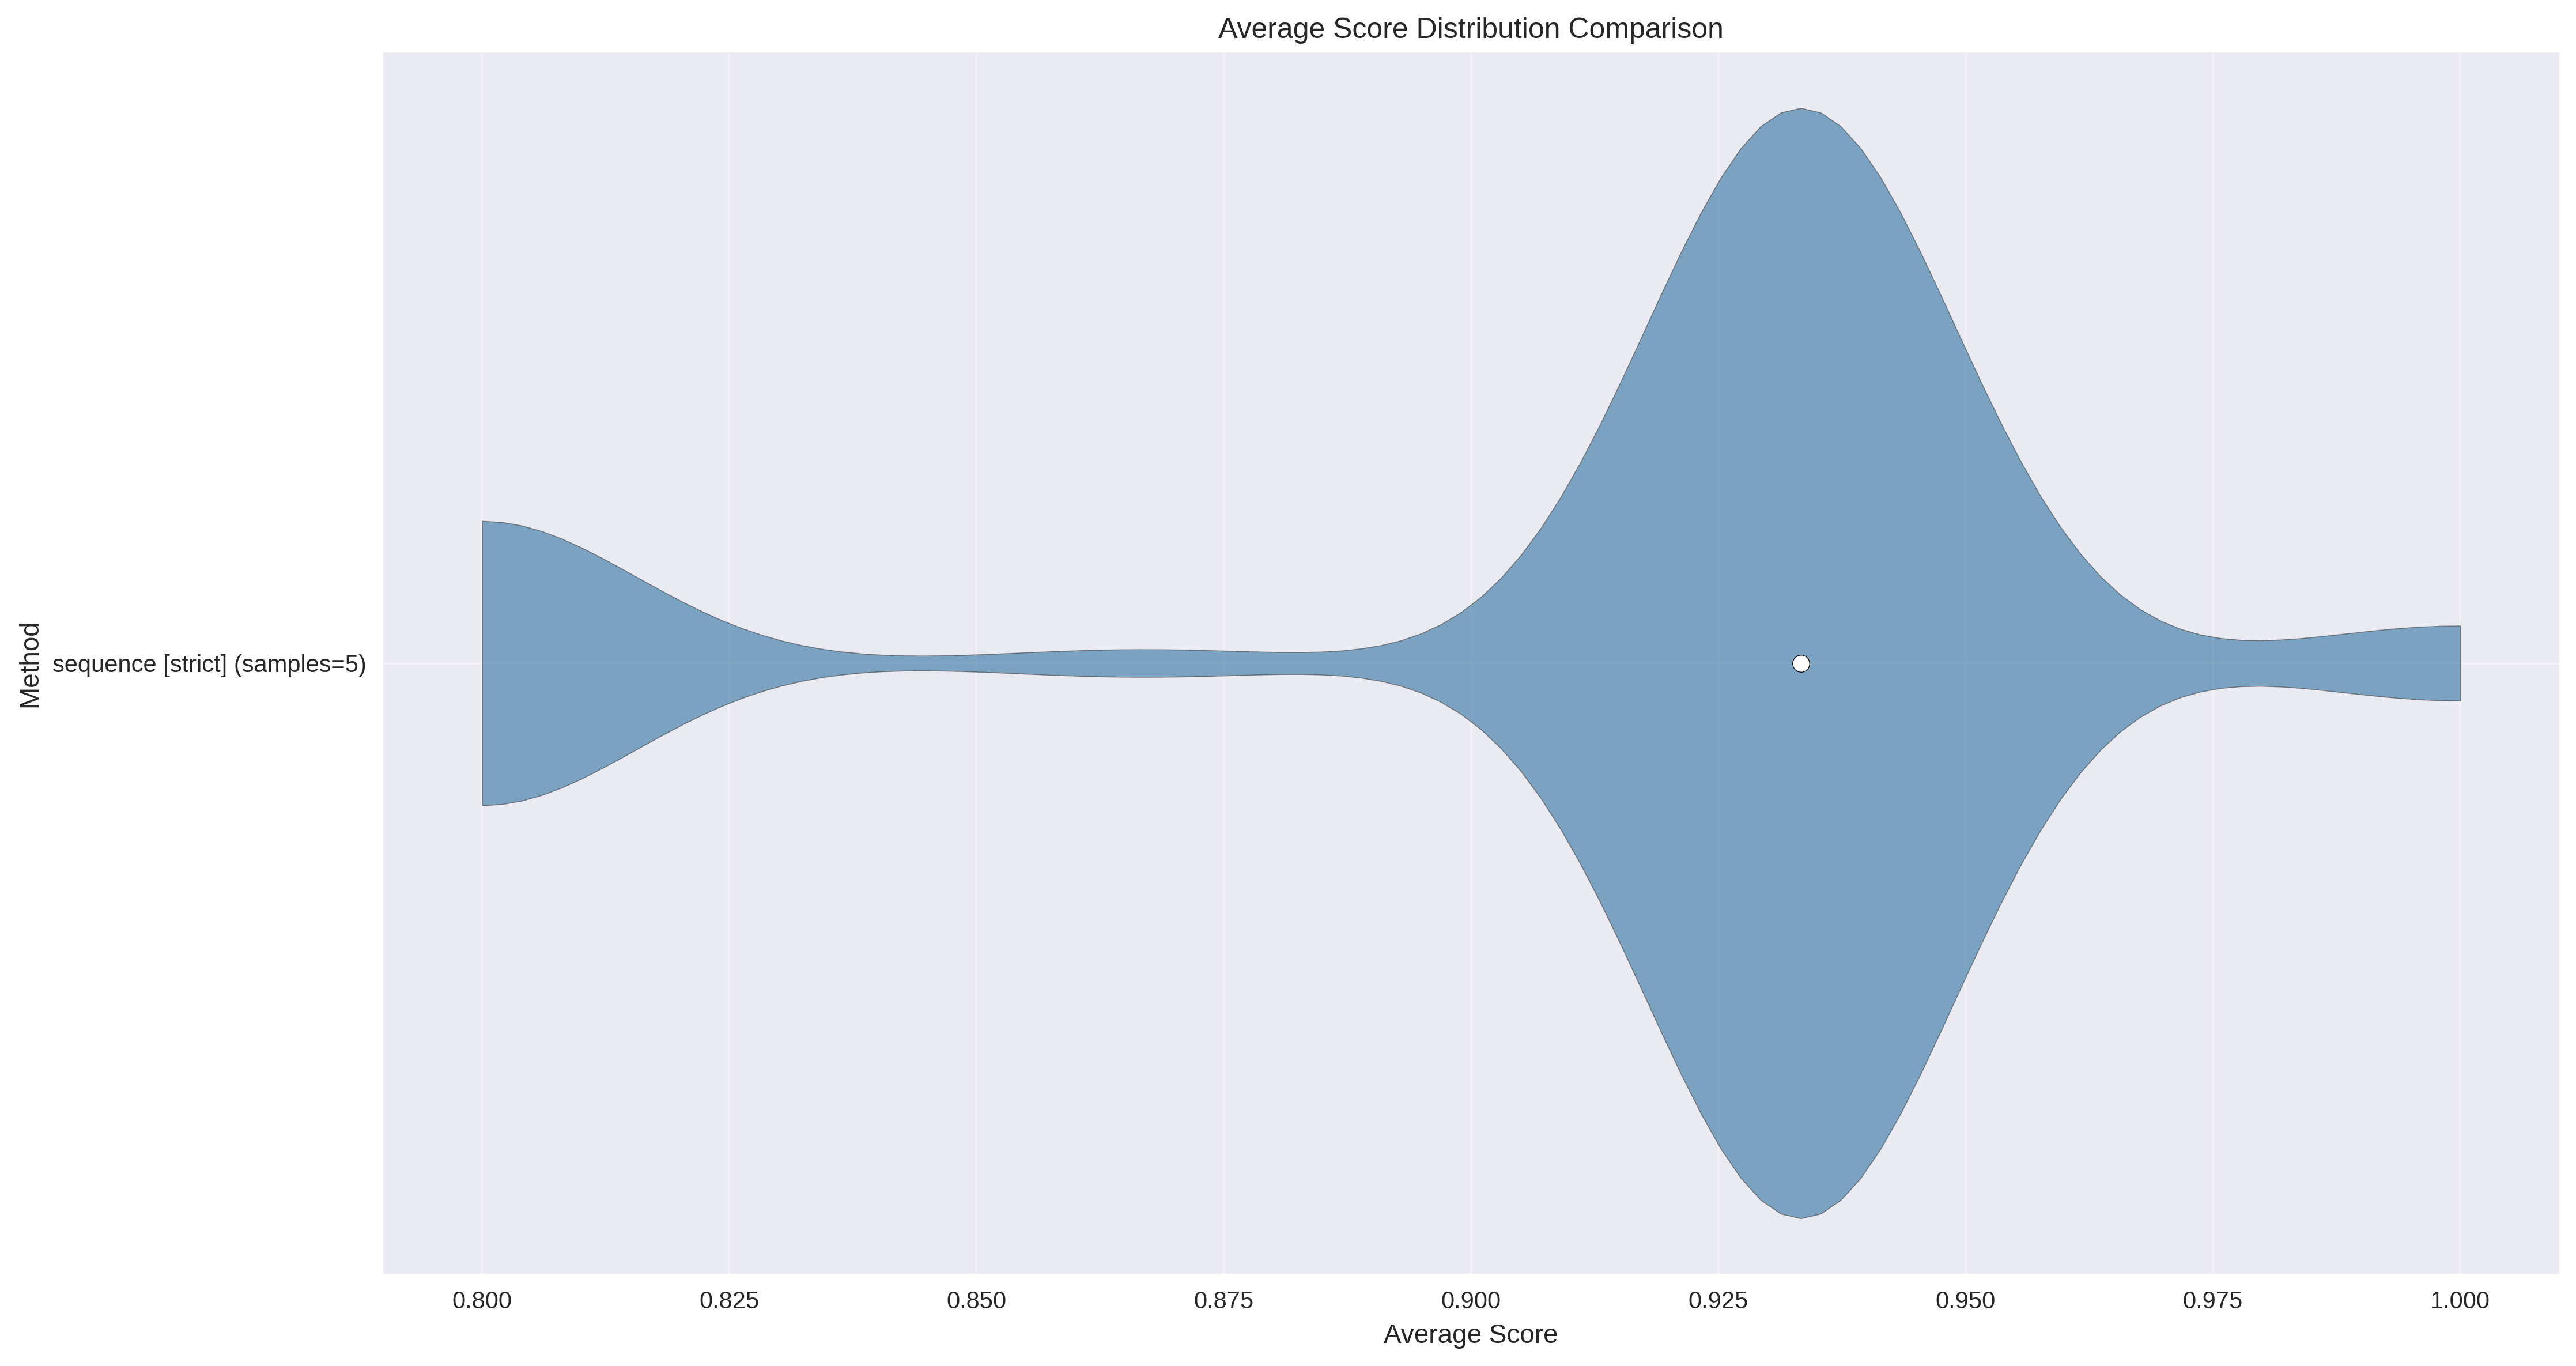 Average Score Distribution Comparison
Method
sequence [strict] (samples=5)
0.800 0.825 0.850 0.875 0.900 0.925 0.950 0.975 1.000
Average Score